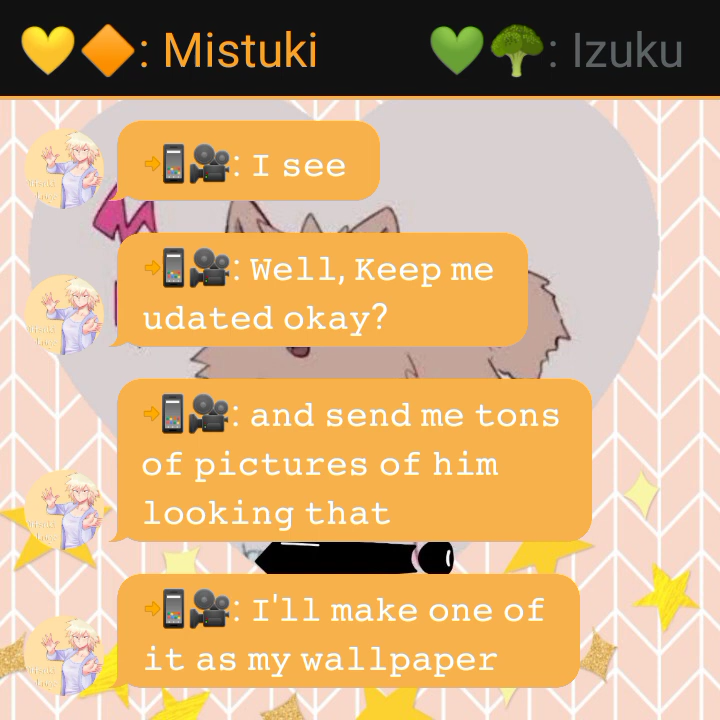 💛🔶: Mistuki 💚🥦: Izuku
➜📱🎥: I see
➜📱🎥: Well, Keep me
udated okay?
➜📱🎥: and send me tons
of pictures of him
looking that
➜📱🎥: I'll make one of
it as my wallpaper